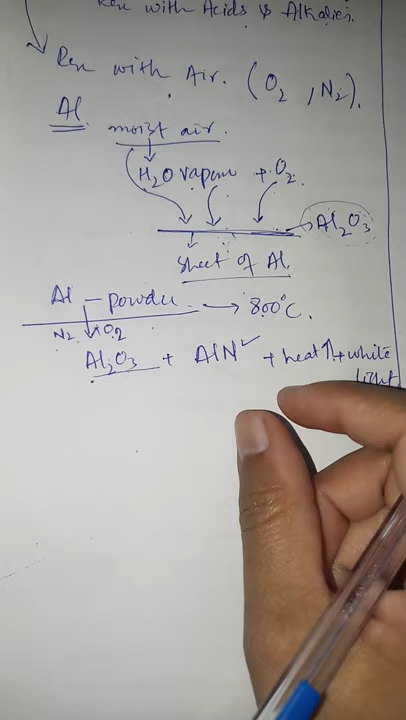 Rxn with Acids & Alkalies.
Rxn with Air. (O2, N2).
Al moist air.
H2O vapour + O2.
Al2O3
Sheet of Al.
Al - powder → 800°C.
N2 ↓ O2
Al2O3 + AlN ✓ + heat↑ + white
light